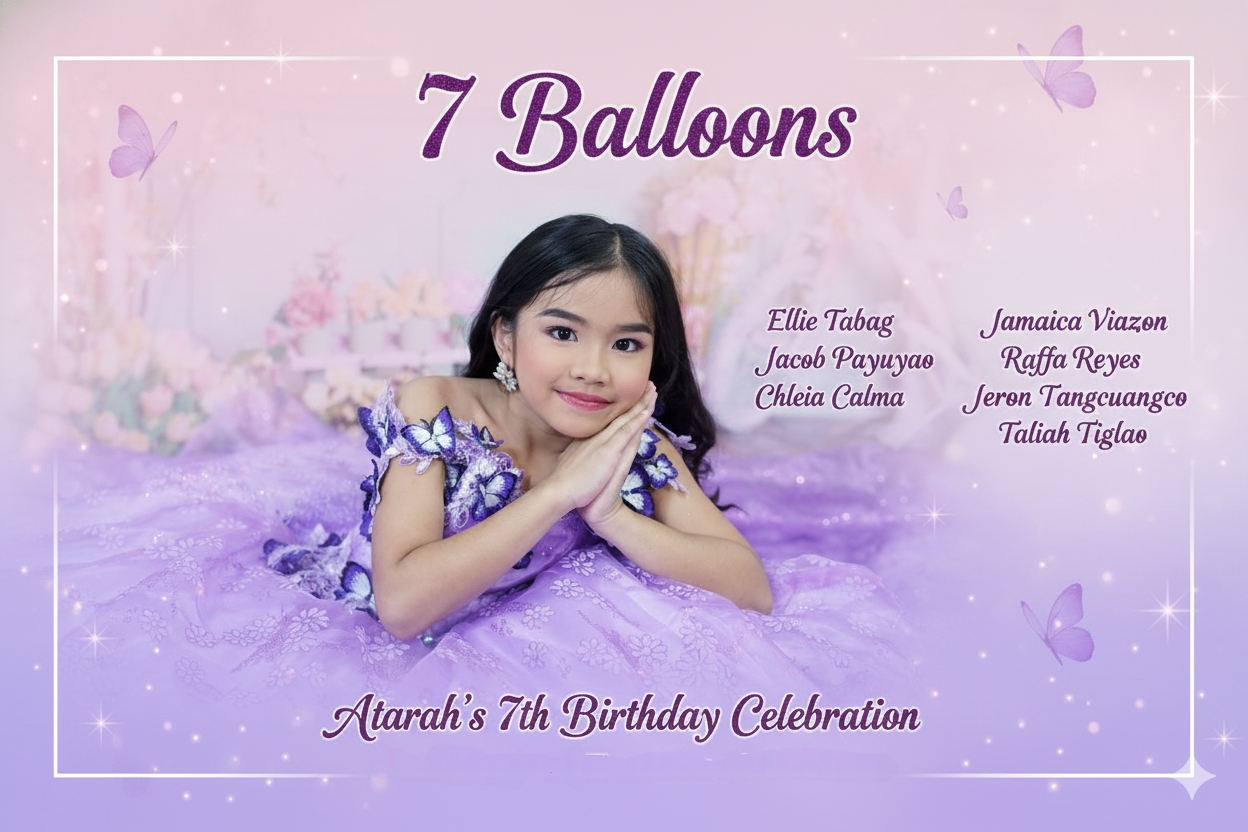 7 Balloons
Ellie Tabag
Jacob Payuyao
Chleia Calma
Jamaica Viazon
Raffa Reyes
Jeron Tangcuangco
Taliah Tiglao
Atarah's 7th Birthday Celebration